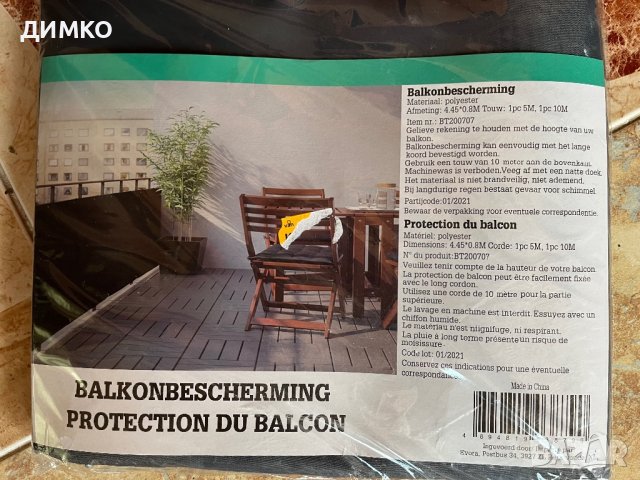 ДИМКО
Balkonbescherming
Materiaal: polyester
Afmeting: 4.45*0.8M Touw: 1pc 5M, 1pc 10M
Item nr.: BT200707
Gelieve rekening te houden met de hoogte van uw
balkon.
Balkonbescherming kan eenvoudig met het lange
koord bevestigd worden.
Gebruik een touw van 10 meter aan de bovenkant.
Machinewas is verboden.Veeg af met een natte doek.
Het materiaal is niet brandveilig, niet ademend.
Bij langdurige regen bestaat gevaar voor schimmel.
Partijcode:01/2021
Bewaar de verpakking voor eventuele correspondentie.
Protection du balcon
Matériel: polyester
Dimensions: 4.45*0.8M Corde: 1pc 5M, 1pc 10M
N° du produit:BT200707
Veuillez tenir compte de la hauteur de votre balcon.
La protection de balcon peut être facilement fixée
avec le long cordon.
Utilisez une corde de 10 mètre pour la partie
supérieure.
Le lavage en machine est interdit. Essuyez avec un
chiffon humide.
Le matériau n'est niignifuge, ni respirant.
La pluie à long terme présente un risque de
moisissure.
Code lot: 01/2021
Conservez ces indications pour une éventuelle
correspondance.
Made in China
BALKONBESCHERMING
PROTECTION DU BALCON
Ingevoerd door
Evora, Postbus 34, 3927 ZL